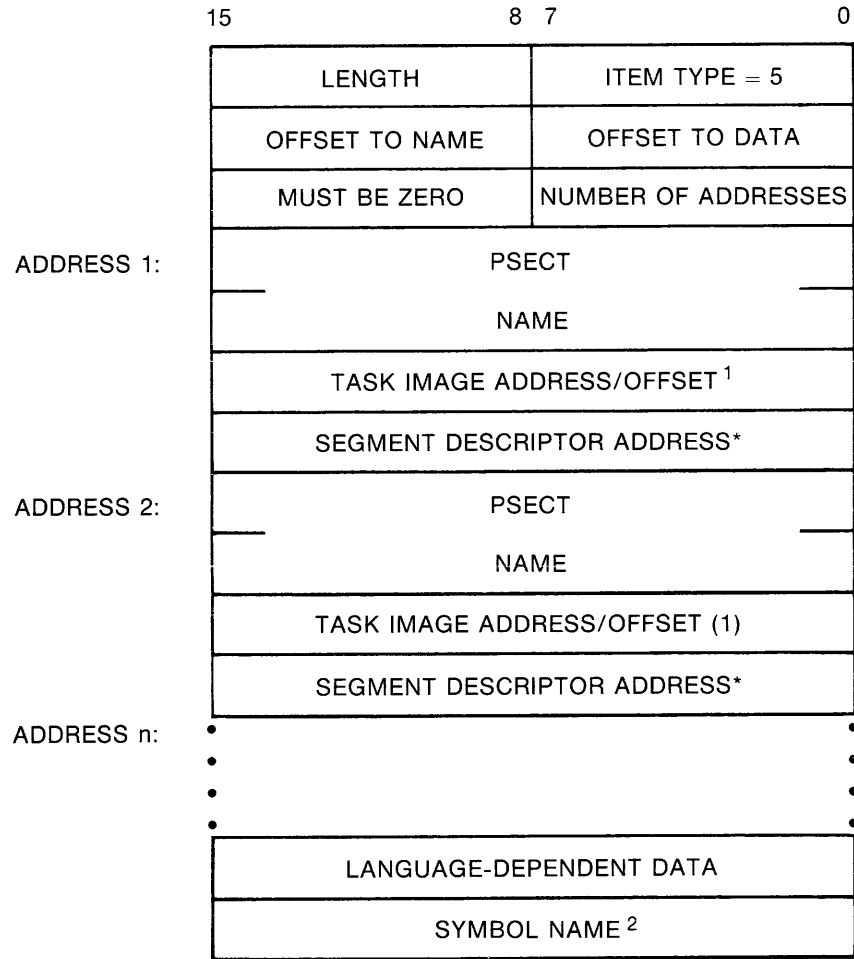 15 8 7 0
LENGTH ITEM TYPE = 5
OFFSET TO NAME OFFSET TO DATA
MUST BE ZERO NUMBER OF ADDRESSES
ADDRESS 1: PSECT
NAME
TASK IMAGE ADDRESS/OFFSET 1
SEGMENT DESCRIPTOR ADDRESS*
ADDRESS 2: PSECT
NAME
TASK IMAGE ADDRESS/OFFSET (1)
SEGMENT DESCRIPTOR ADDRESS*
ADDRESS n:
LANGUAGE-DEPENDENT DATA
SYMBOL NAME 2